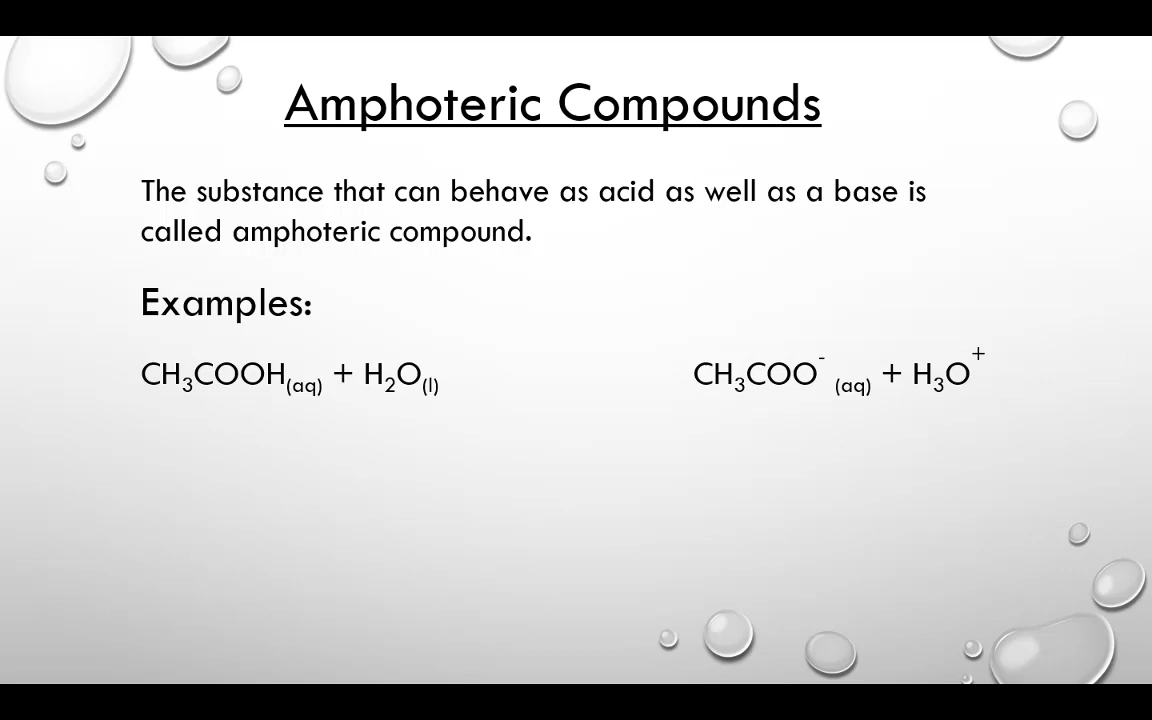 Amphoteric Compounds
The substance that can behave as acid as well as a base is
called amphoteric compound.
Examples:
CH₃COOH₍aq₎ + H₂O₍l₎ CH₃COO⁻ ₍aq₎ + H₃O⁺